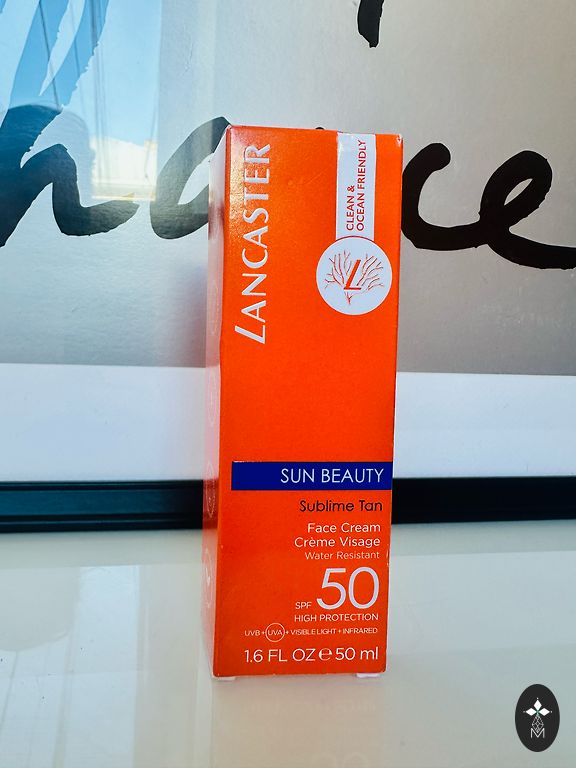 LANCASTER
CLEAN &
OCEAN FRIENDLY
L
SUN BEAUTY
Sublime Tan
Face Cream
Crème Visage
Water Resistant
SPF 50
HIGH PROTECTION
UVB + UVA + VISIBLE LIGHT + INFRARED
1.6 FL OZ e 50 ml
M